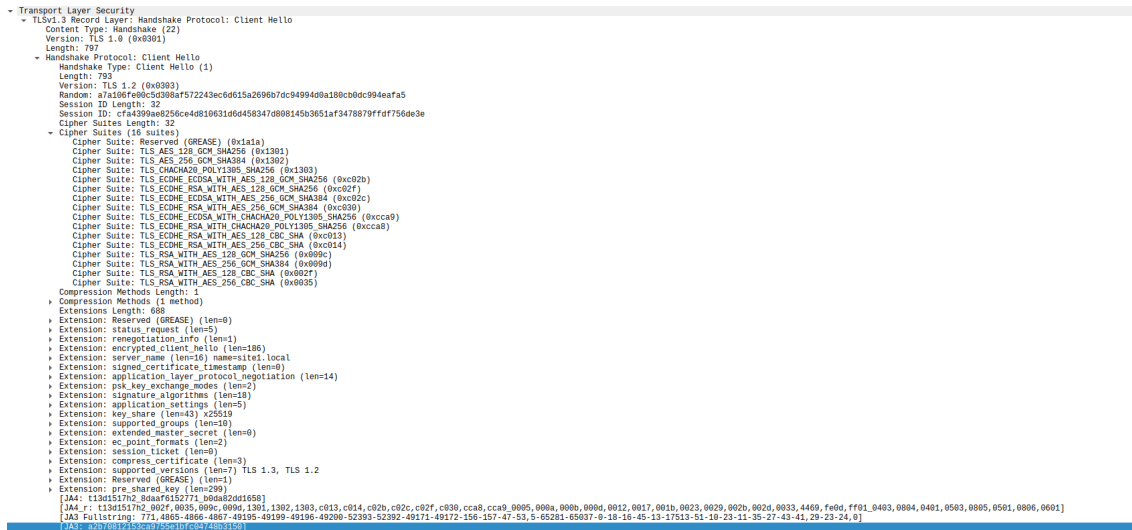 Transport Layer Security
TLSv1.3 Record Layer: Handshake Protocol: Client Hello
Content Type: Handshake (22)
Version: TLS 1.0 (0x0301)
Length: 797
Handshake Protocol: Client Hello
Handshake Type: Client Hello (1)
Length: 793
Version: TLS 1.2 (0x0303)
Random: a7a106fe00c5d308af572243ec6d615a2696b7dc94994d0a180cb0dc994eafa5
Session ID Length: 32
Session ID: cfa4399ae8256ce4d810631d6d458347d808145b3651af3478879ffdf756de3e
Cipher Suites Length: 32
Cipher Suites (16 suites)
Cipher Suite: Reserved (GREASE) (0x1a1a)
Cipher Suite: TLS_AES_128_GCM_SHA256 (0x1301)
Cipher Suite: TLS_AES_256_GCM_SHA384 (0x1302)
Cipher Suite: TLS_CHACHA20_POLY1305_SHA256 (0x1303)
Cipher Suite: TLS_ECDHE_ECDSA_WITH_AES_128_GCM_SHA256 (0xc02b)
Cipher Suite: TLS_ECDHE_RSA_WITH_AES_128_GCM_SHA256 (0xc02f)
Cipher Suite: TLS_ECDHE_ECDSA_WITH_AES_256_GCM_SHA384 (0xc02c)
Cipher Suite: TLS_ECDHE_RSA_WITH_AES_256_GCM_SHA384 (0xc030)
Cipher Suite: TLS_ECDHE_ECDSA_WITH_CHACHA20_POLY1305_SHA256 (0xcca9)
Cipher Suite: TLS_ECDHE_RSA_WITH_CHACHA20_POLY1305_SHA256 (0xcca8)
Cipher Suite: TLS_ECDHE_RSA_WITH_AES_128_CBC_SHA (0xc013)
Cipher Suite: TLS_ECDHE_RSA_WITH_AES_256_CBC_SHA (0xc014)
Cipher Suite: TLS_RSA_WITH_AES_128_GCM_SHA256 (0x009c)
Cipher Suite: TLS_RSA_WITH_AES_256_GCM_SHA384 (0x009d)
Cipher Suite: TLS_RSA_WITH_AES_128_CBC_SHA (0x002f)
Cipher Suite: TLS_RSA_WITH_AES_256_CBC_SHA (0x0035)
Compression Methods Length: 1
Compression Methods (1 method)
Extensions Length: 688
Extension: Reserved (GREASE) (len=0)
Extension: status_request (len=5)
Extension: renegotiation_info (len=1)
Extension: encrypted_client_hello (len=186)
Extension: server_name (len=16) name=site1.local
Extension: signed_certificate_timestamp (len=0)
Extension: application_layer_protocol_negotiation (len=14)
Extension: psk_key_exchange_modes (len=2)
Extension: signature_algorithms (len=18)
Extension: application_settings (len=5)
Extension: key_share (len=43) x25519
Extension: supported_groups (len=10)
Extension: extended_master_secret (len=0)
Extension: ec_point_formats (len=2)
Extension: session_ticket (len=0)
Extension: compress_certificate (len=3)
Extension: supported_versions (len=7) TLS 1.3, TLS 1.2
Extension: Reserved (GREASE) (len=1)
Extension: pre_shared_key (len=299)
[JA4: t13d1517h2_8daaf6152771_b0da82dd1658]
[JA4_r: t13d1517h2_002f,0035,009c,009d,1301,1302,1303,c013,c014,c02b,c02c,c02f,c030,cca8,cca9_0005,000a,000b,000d,0012,0017,001b,0023,0029,002b,002d,0033,4469,fe0d,ff01_0403,0804,0401,0503,0805,0501,0806,0601]
[JA3 Fullstring: 771,4865-4866-4867-49195-49199-49196-49200-52393-52392-49171-49172-156-157-47-53,5-65281-65037-0-18-16-45-13-17513-51-10-23-11-35-27-43-41,29-23-24,0]
[JA3: a2b70812153ca9755e1bfc04748b3150]